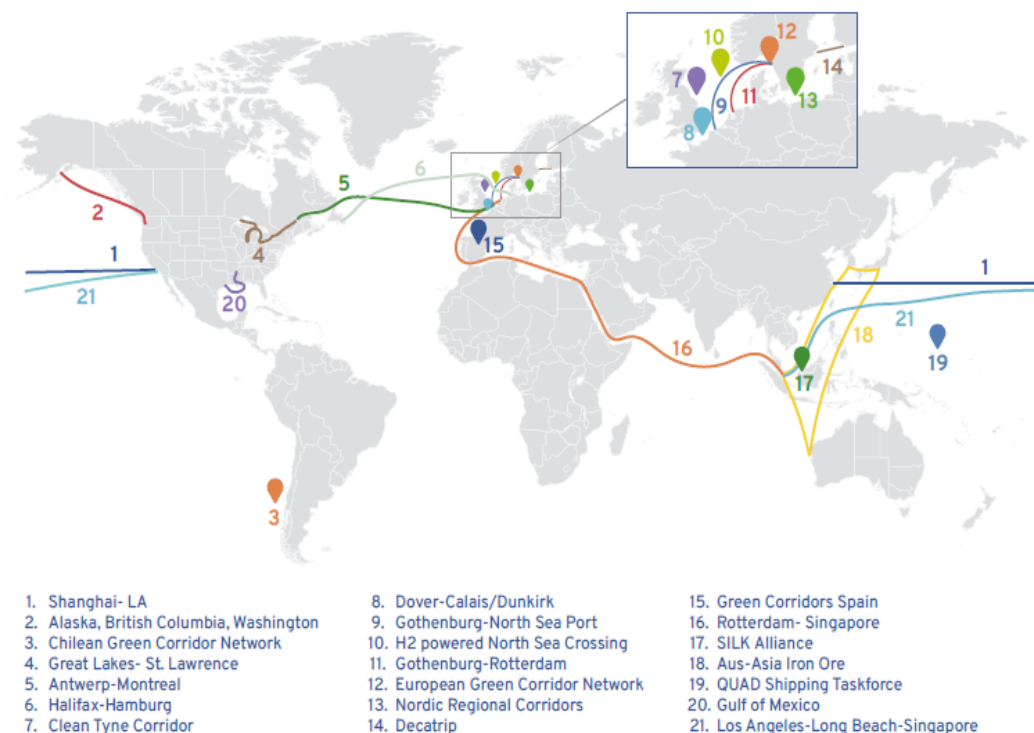 10
12
14
7
9
11
13
8
6
5
2
4
15
1
1
21
20
21
16
18
19
17
3
1. Shanghai- LA
2. Alaska, British Columbia, Washington
3. Chilean Green Corridor Network
4. Great Lakes- St. Lawrence
5. Antwerp-Montreal
6. Halifax-Hamburg
7. Clean Tyne Corridor
8. Dover-Calais/Dunkirk
9. Gothenburg-North Sea Port
10. H2 powered North Sea Crossing
11. Gothenburg-Rotterdam
12. European Green Corridor Network
13. Nordic Regional Corridors
14. Decatrip
15. Green Corridors Spain
16. Rotterdam- Singapore
17. SILK Alliance
18. Aus-Asia Iron Ore
19. QUAD Shipping Taskforce
20. Gulf of Mexico
21. Los Angeles-Long Beach-Singapore